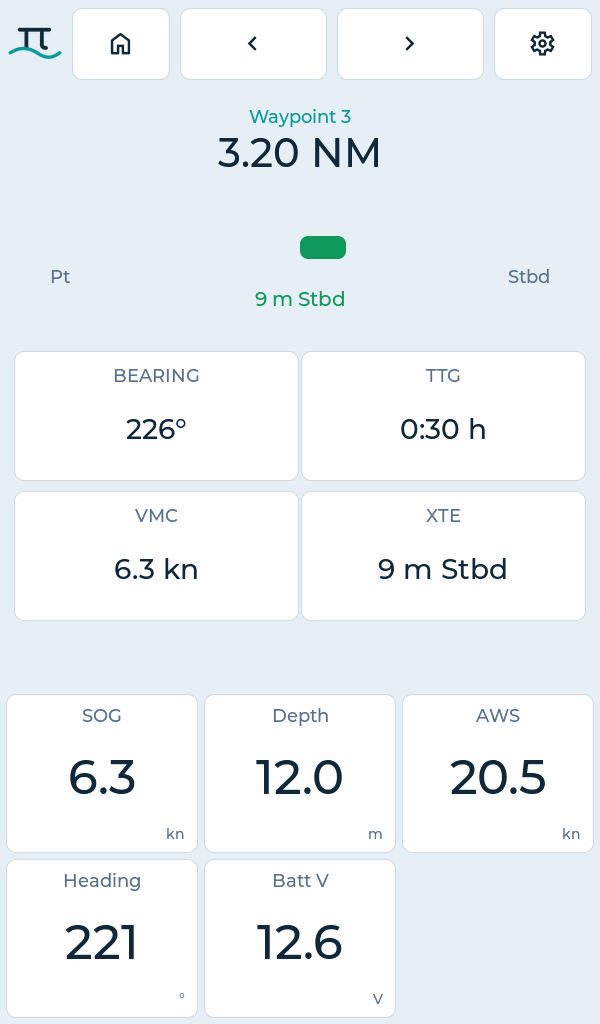 Waypoint 3
3.20 NM
Pt
Stbd
9 m Stbd
BEARING
226°
TTG
0:30 h
VMC
6.3 kn
XTE
9 m Stbd
SOG
6.3
kn
Depth
12.0
m
AWS
20.5
kn
Heading
221
°
Batt V
12.6
V